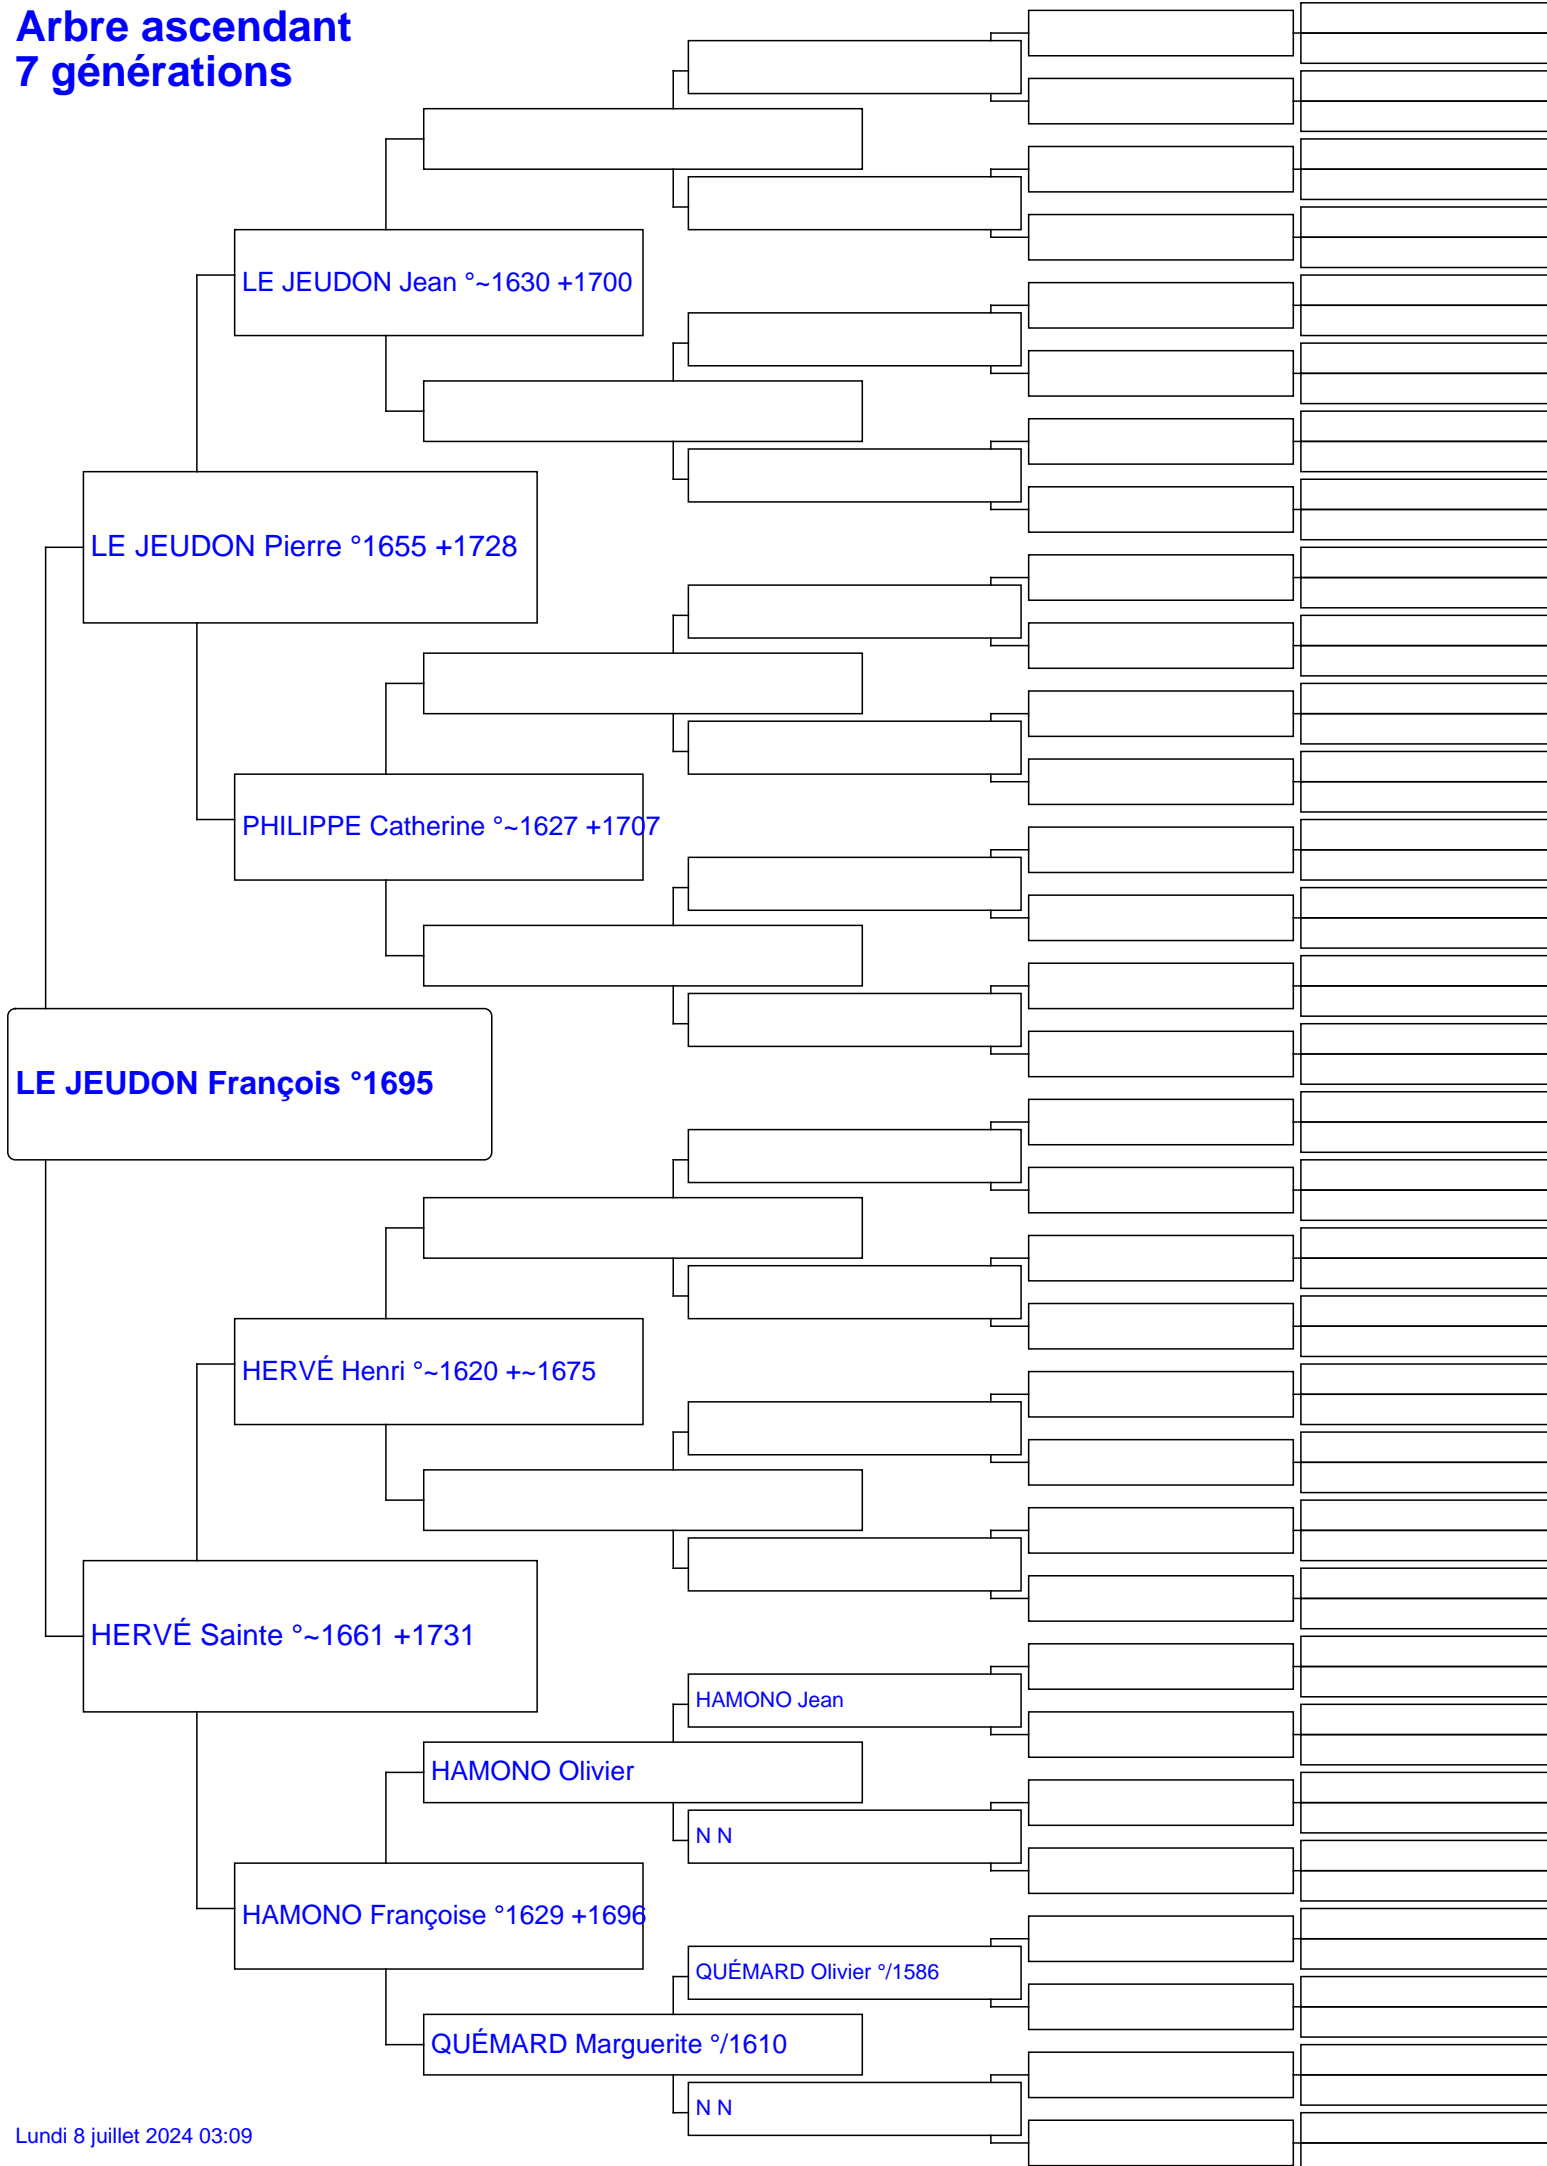 Arbre ascendant
7 générations
LE JEUDON Jean °~1630 +1700
LE JEUDON Pierre °1655 +1728
PHILIPPE Catherine °~1627 +1707
LE JEUDON François °1695
HERVÉ Henri °~1620 +~1675
HERVÉ Sainte °~1661 +1731
HAMONO Jean
HAMONO Olivier
N N
HAMONO Françoise °1629 +1696
QUÉMARD Olivier °/1586
QUÉMARD Marguerite °/1610
N N
Lundi 8 juillet 2024 03:09